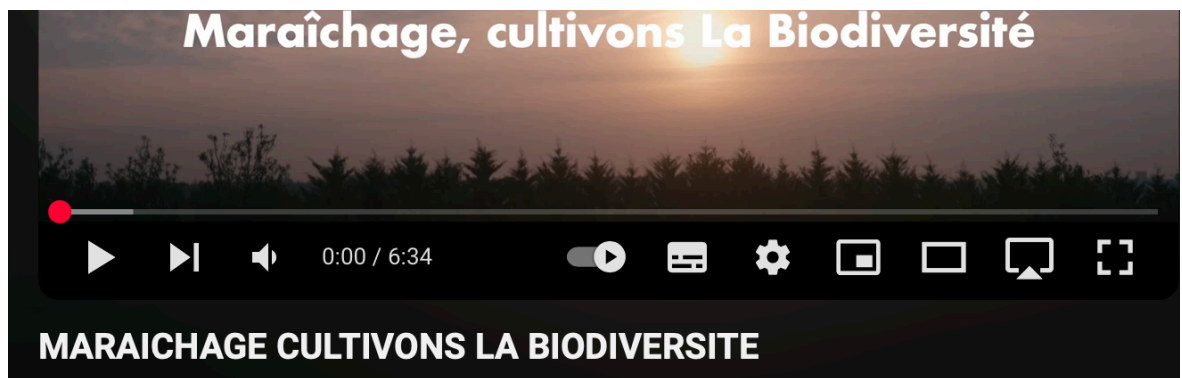 Maraîchage, cultivons La Biodiversité
0:00 / 6:34
MARAICHAGE CULTIVONS LA BIODIVERSITE